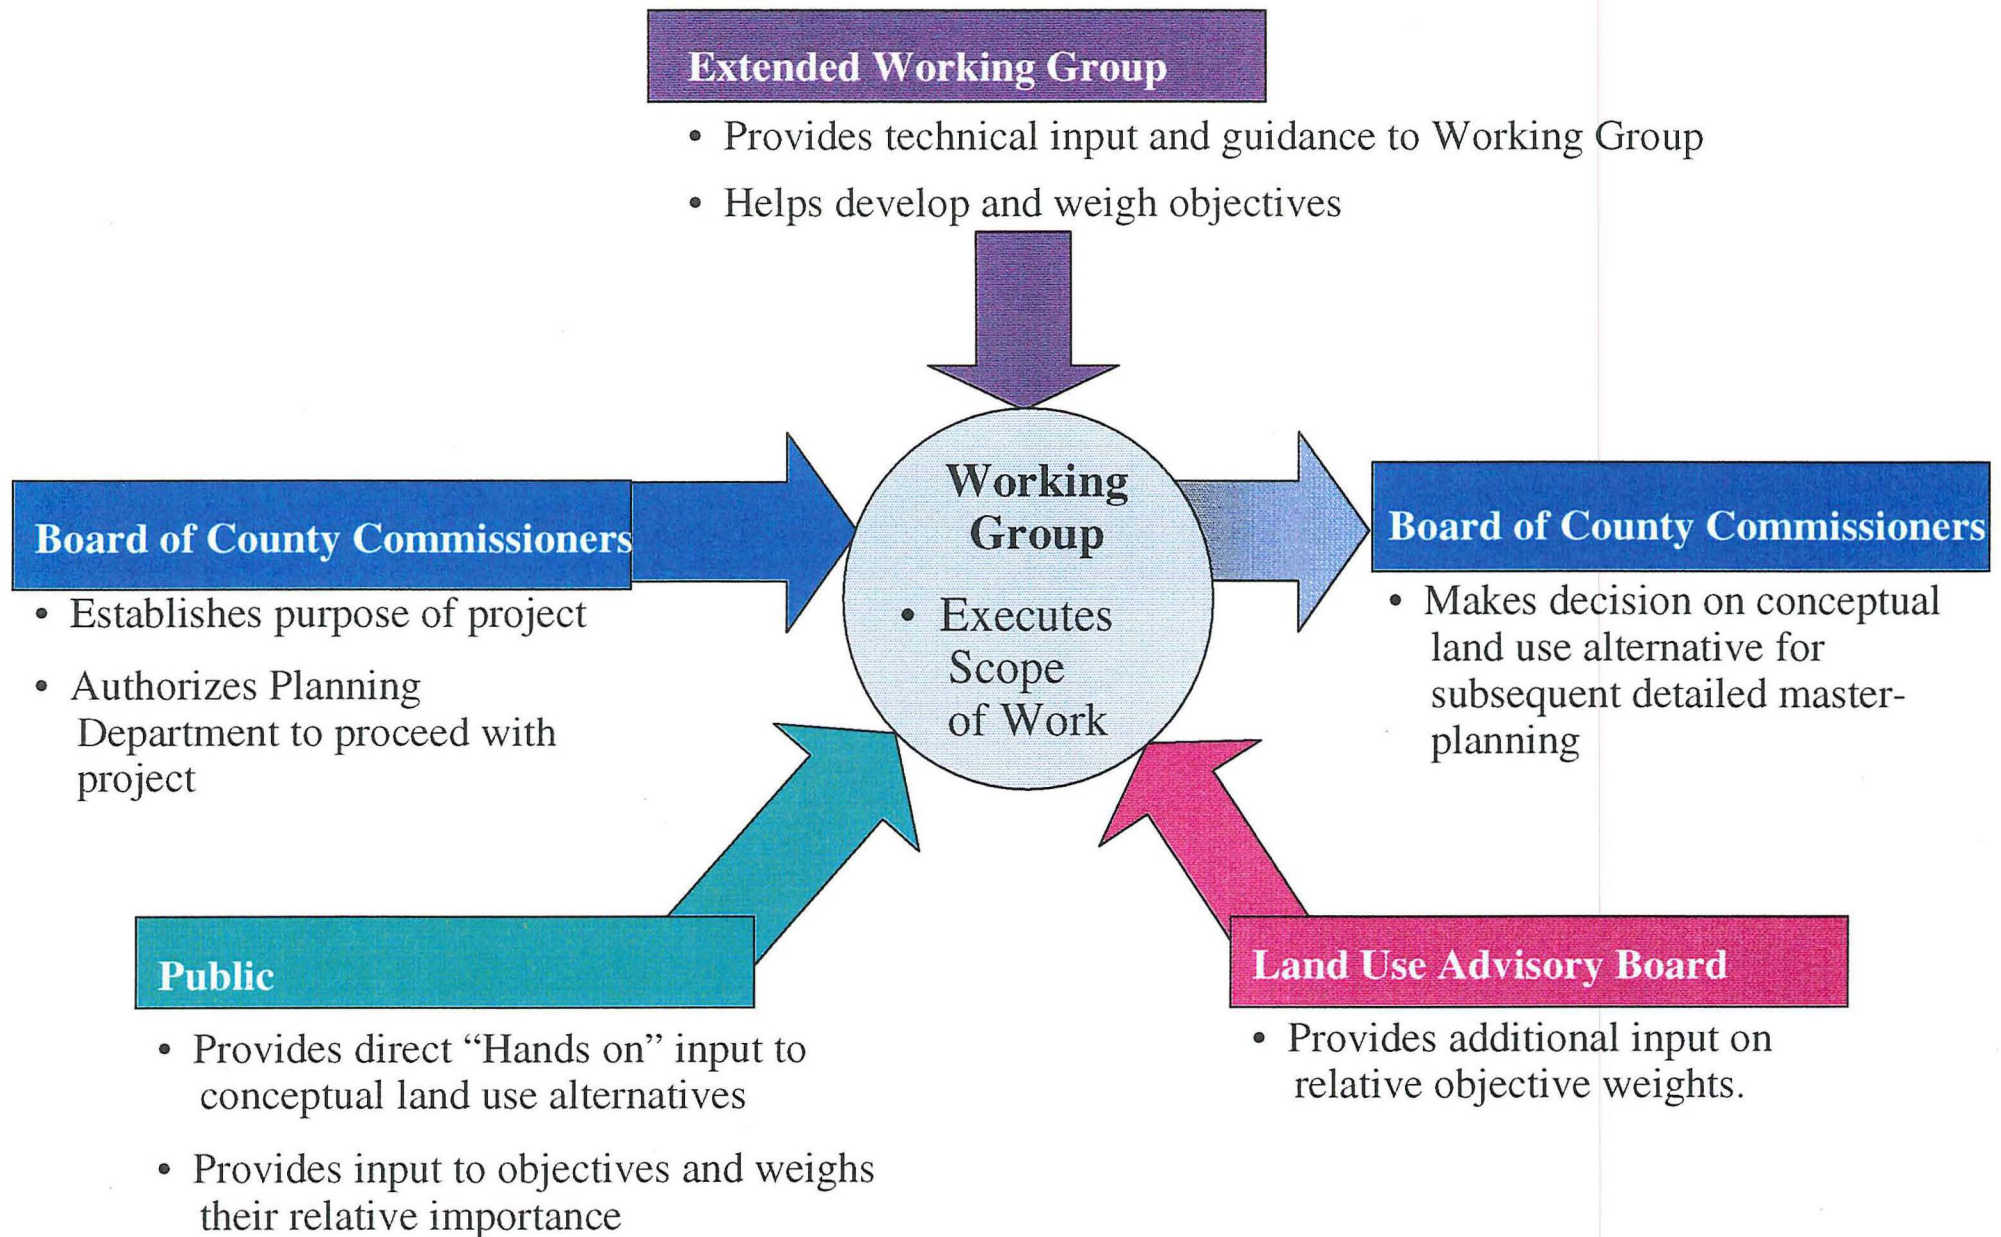 Extended Working Group
• Provides technical input and guidance to Working Group
• Helps develop and weigh objectives
Board of County Commissioners
• Establishes purpose of project
• Authorizes Planning
Department to proceed with
project
Working
Group
• Executes
Scope
of Work
Board of County Commissioners
• Makes decision on conceptual
land use alternative for
subsequent detailed master-
planning
Public
• Provides direct “Hands on” input to
conceptual land use alternatives
• Provides input to objectives and weighs
their relative importance
Land Use Advisory Board
• Provides additional input on
relative objective weights.